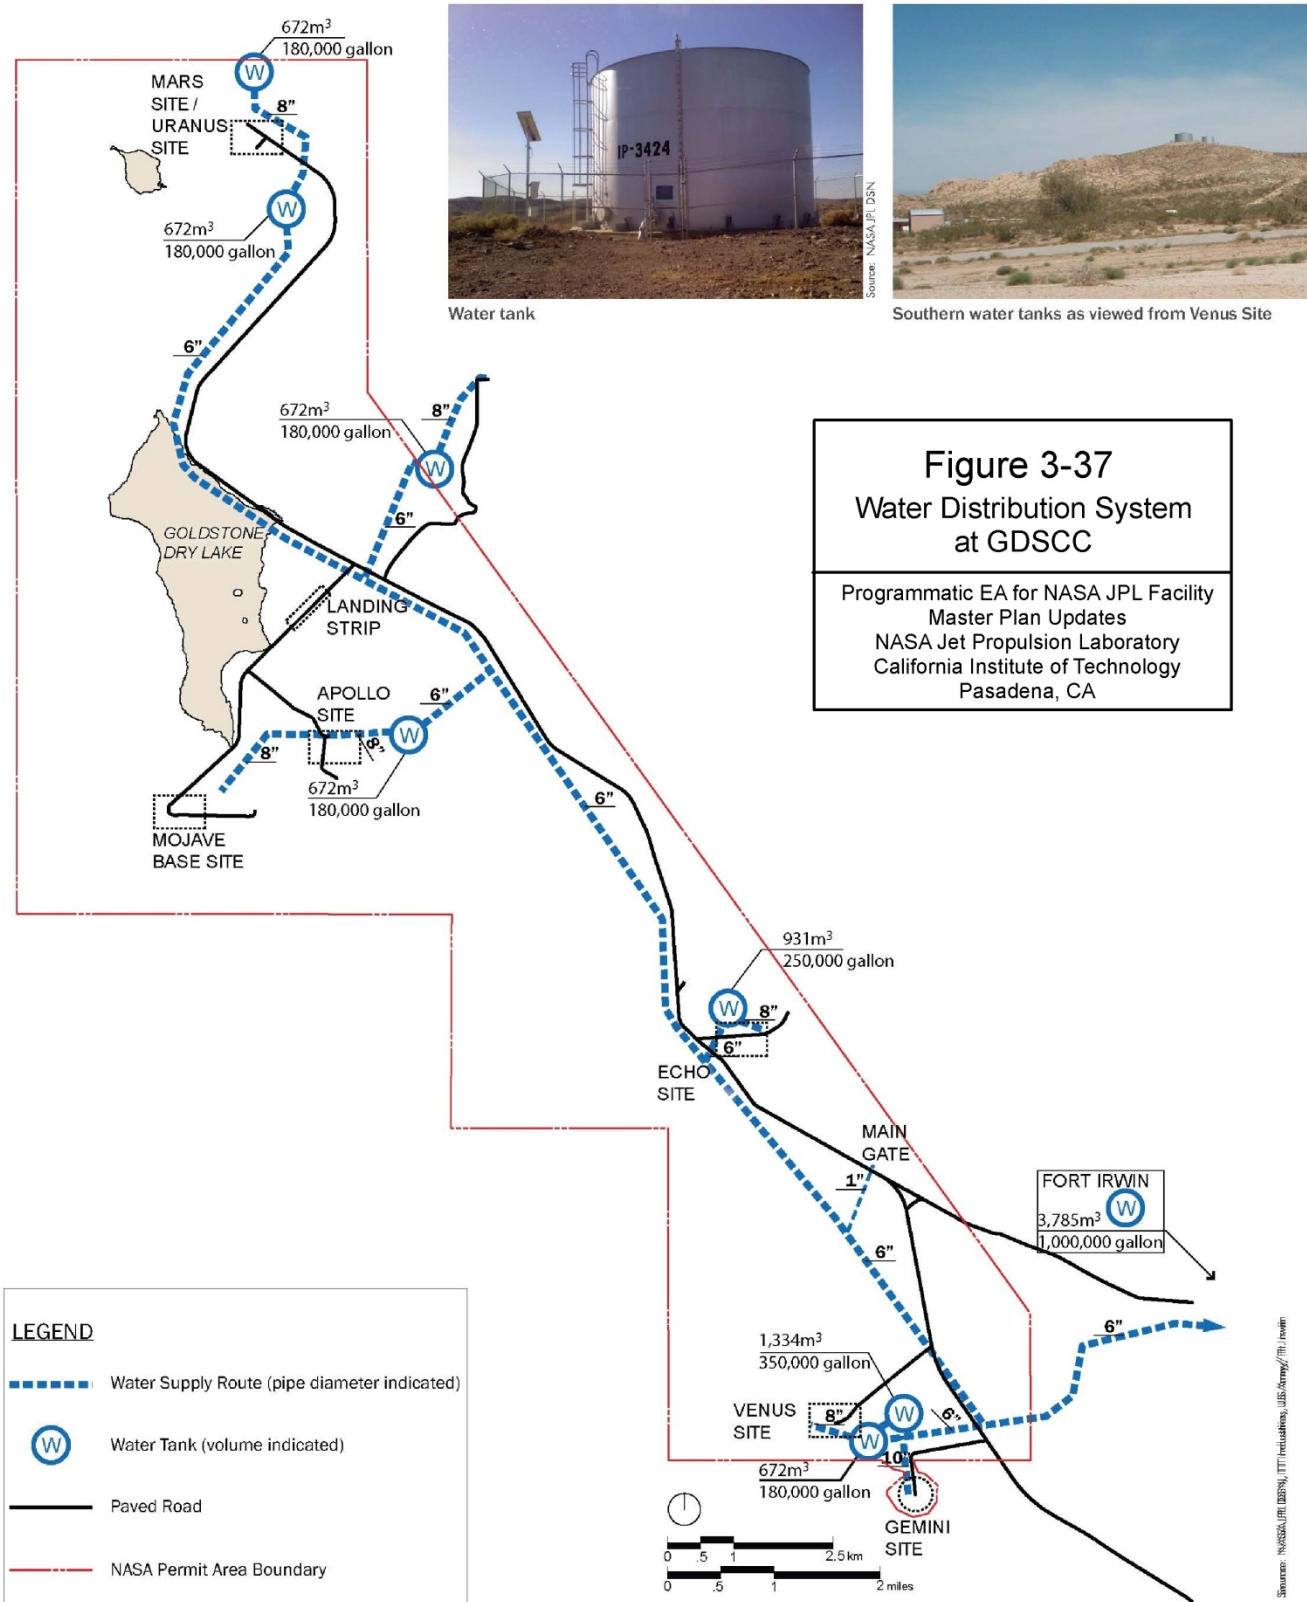 672m³
180,000 gallon
W
MARS
SITE /
URANUS
SITE
8"
W
672m³
180,000 gallon
6"
IP-3424
Source: NASA/JPL DSN
Water tank
Southern water tanks as viewed from Venus Site
672m³
180,000 gallon
8"
W
6"
GOLDSTONE
DRY LAKE
LANDING
STRIP
Figure 3-37
Water Distribution System
at GDSCC
Programmatic EA for NASA JPL Facility
Master Plan Updates
NASA Jet Propulsion Laboratory
California Institute of Technology
Pasadena, CA
APOLLO
SITE
6"
W
8"
8"
672m³
180,000 gallon
MOJAVE
BASE SITE
6"
931m³
250,000 gallon
W
8"
6"
ECHO
SITE
MAIN
GATE
1"
FORT IRWIN
W
3,785m³
1,000,000 gallon
6"
6"
1,334m³
350,000 gallon
VENUS
SITE
8"
W
W
6"
10"
672m³
180,000 gallon
GEMINI
SITE
LEGEND
Water Supply Route (pipe diameter indicated)
W
Water Tank (volume indicated)
Paved Road
NASA Permit Area Boundary
0 .5 1 2.5 km
0 .5 1 2 miles